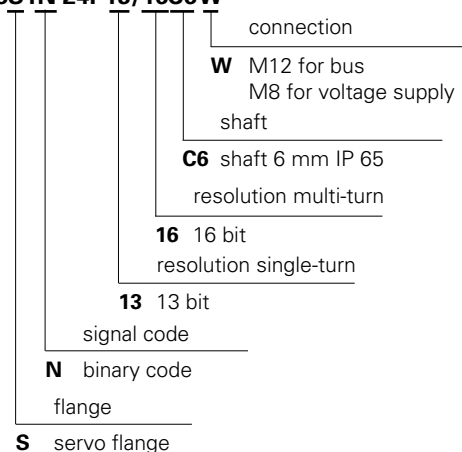 connection
W M12 for bus
M8 for voltage supply
shaft
C6 shaft 6 mm IP 65
resolution multi-turn
16 16 bit
resolution single-turn
13 13 bit
signal code
N binary code
flange
S servo flange